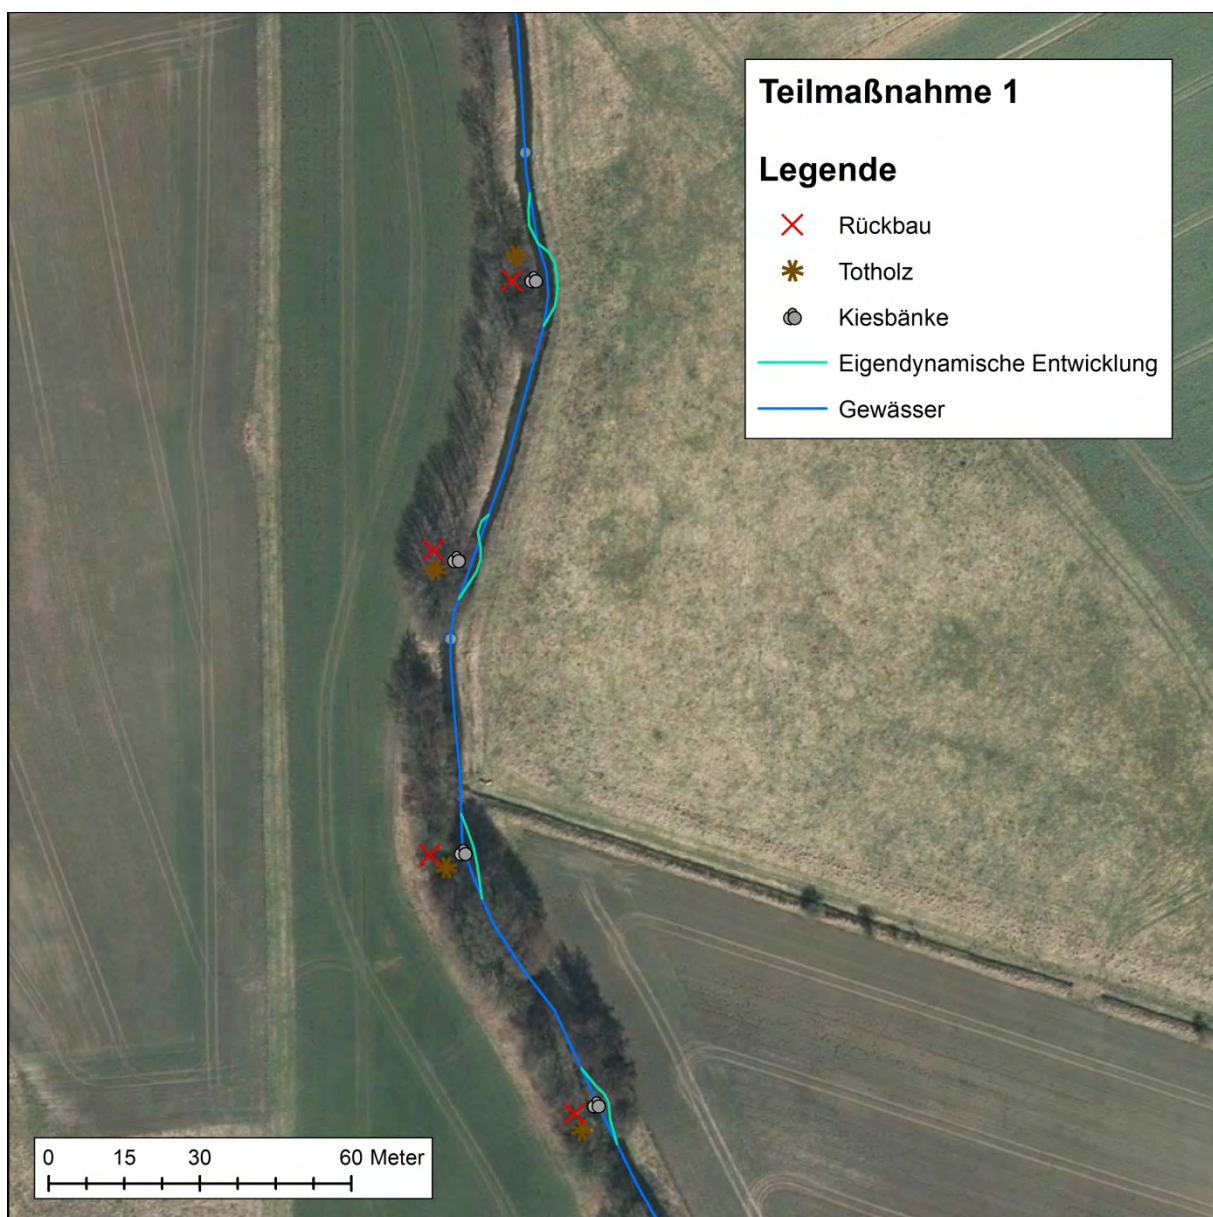 Teilmaßnahme 1
Legende
Rückbau
Totholz
Kiesbänke
Eigendynamische Entwicklung
Gewässer
0 15 30 60 Meter